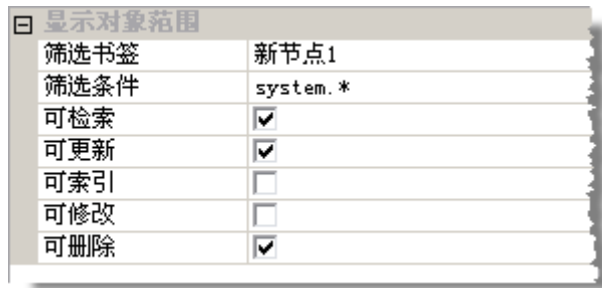 显示对象范围
筛选书签 新节点1
筛选条件 system.*
可检索
可更新
可索引
可修改
可删除